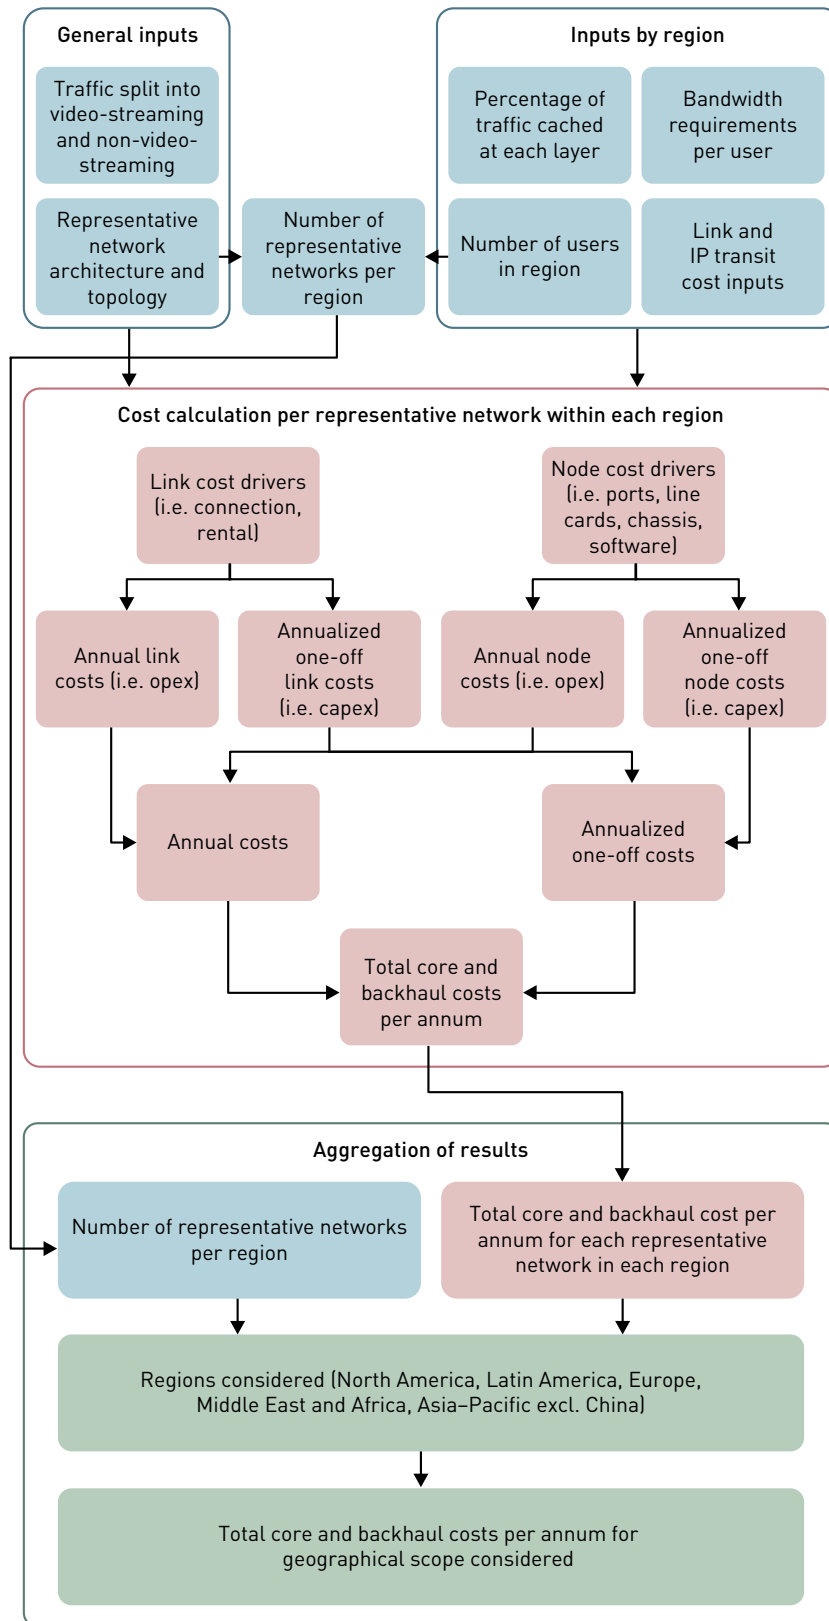 General inputs
Traffic split into
video-streaming
and non-video-
streaming
Representative
network
architecture and
topology
Number of
representative
networks per
region
Inputs by region
Percentage of
traffic cached
at each layer
Bandwidth
requirements
per user
Number of users
in region
Link and
IP transit
cost inputs
Cost calculation per representative network within each region
Link cost drivers
(i.e. connection,
rental)
Node cost drivers
(i.e. ports, line
cards, chassis,
software)
Annual link
costs (i.e. opex)
Annualized
one-off
link costs
(i.e. capex)
Annual node
costs (i.e. opex)
Annualized
one-off
node costs
(i.e. capex)
Annual costs
Annualized
one-off costs
Total core and
backhaul costs
per annum
Aggregation of results
Number of representative networks
per region
Total core and backhaul cost per
annum for each representative
network in each region
Regions considered (North America, Latin America, Europe,
Middle East and Africa, Asia–Pacific excl. China)
Total core and backhaul costs per annum for
geographical scope considered